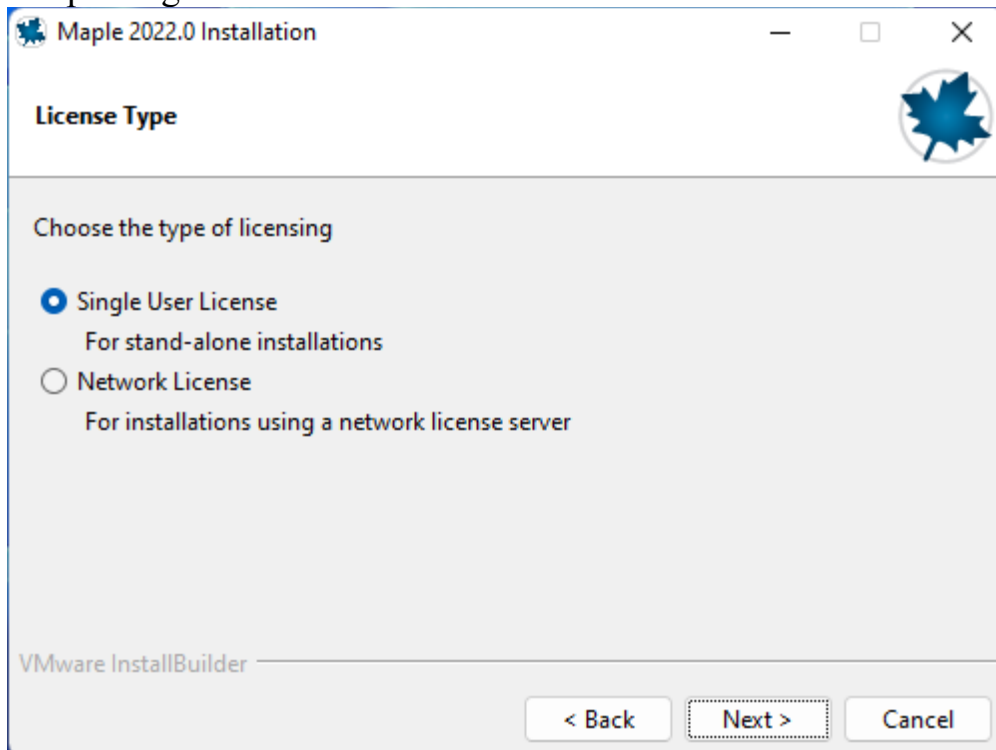 Maple 2022.0 Installation
License Type
Choose the type of licensing
Single User License
For stand-alone installations
Network License
For installations using a network license server
VMware InstallBuilder
< Back Next > Cancel